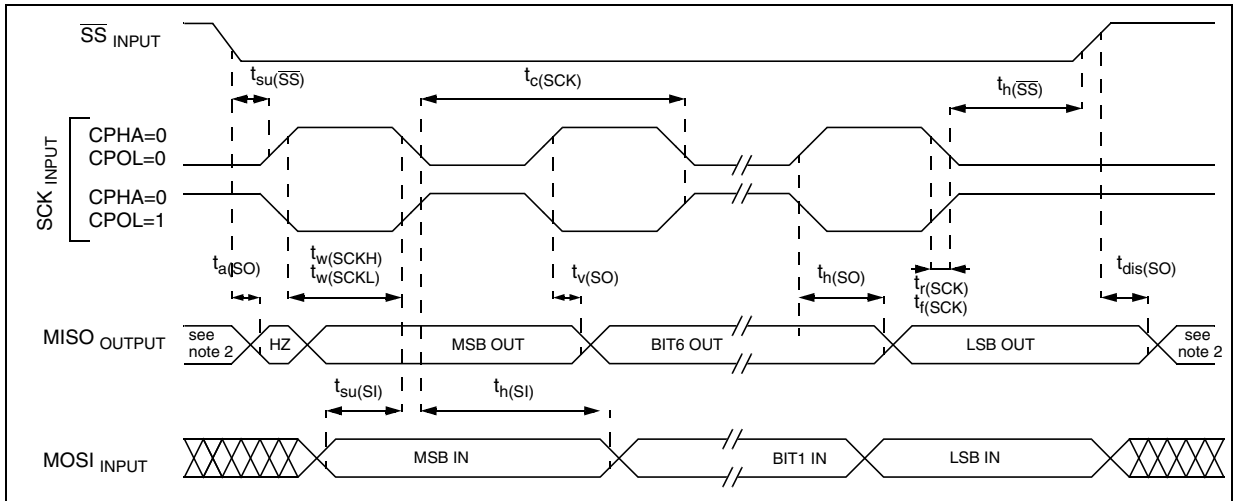 SS INPUT
tsu(SS)
tc(SCK)
th(SS)
SCK INPUT
CPHA=0
CPOL=0
CPHA=0
CPOL=1
ta(SO)
tw(SCKH)
tw(SCKL)
tv(SO)
th(SO)
tr(SCK)
tf(SCK)
tdis(SO)
MISO OUTPUT
see
note 2
HZ
MSB OUT
BIT6 OUT
LSB OUT
see
note 2
tsu(SI)
th(SI)
MOSI INPUT
MSB IN
BIT1 IN
LSB IN